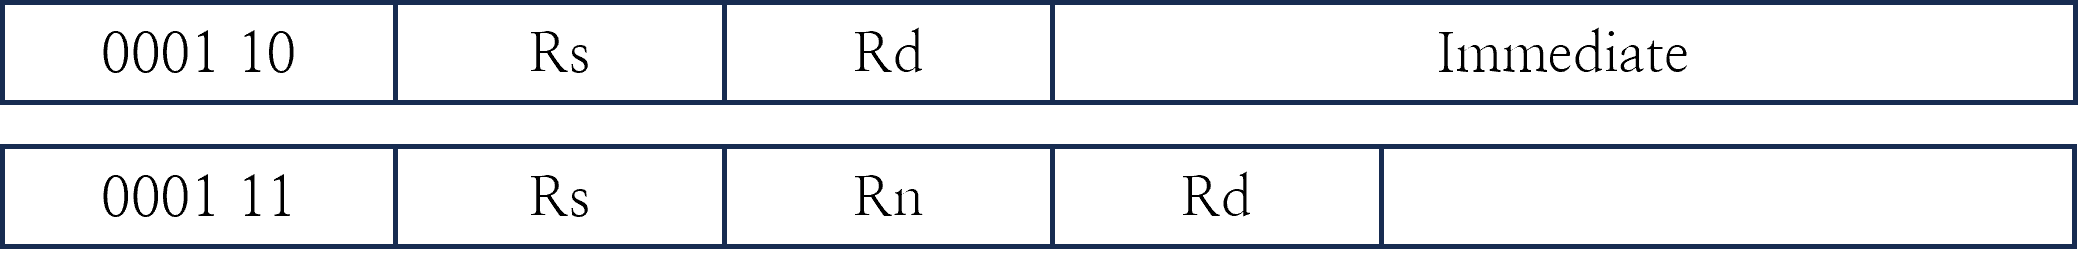 0001 10 Rs Rd Immediate
0001 11 Rs Rn Rd